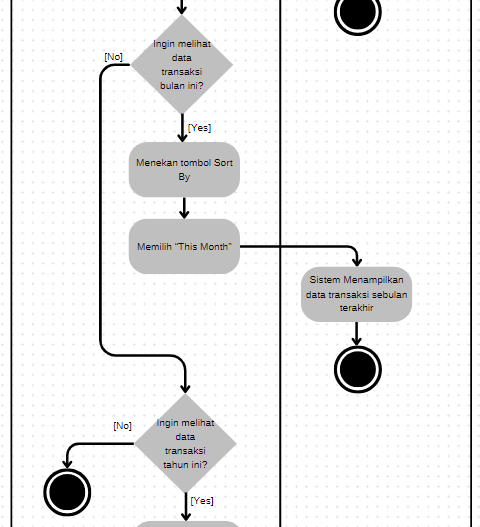 Ingin melihat
data
transaksi
bulan ini?
[No]
[Yes]
Menekan tombol Sort
By
Memilih "This Month"
Sistem Menampilkan
data transaksi sebulan
terakhir
Ingin melihat
data
transaksi
tahun ini?
[No]
[Yes]